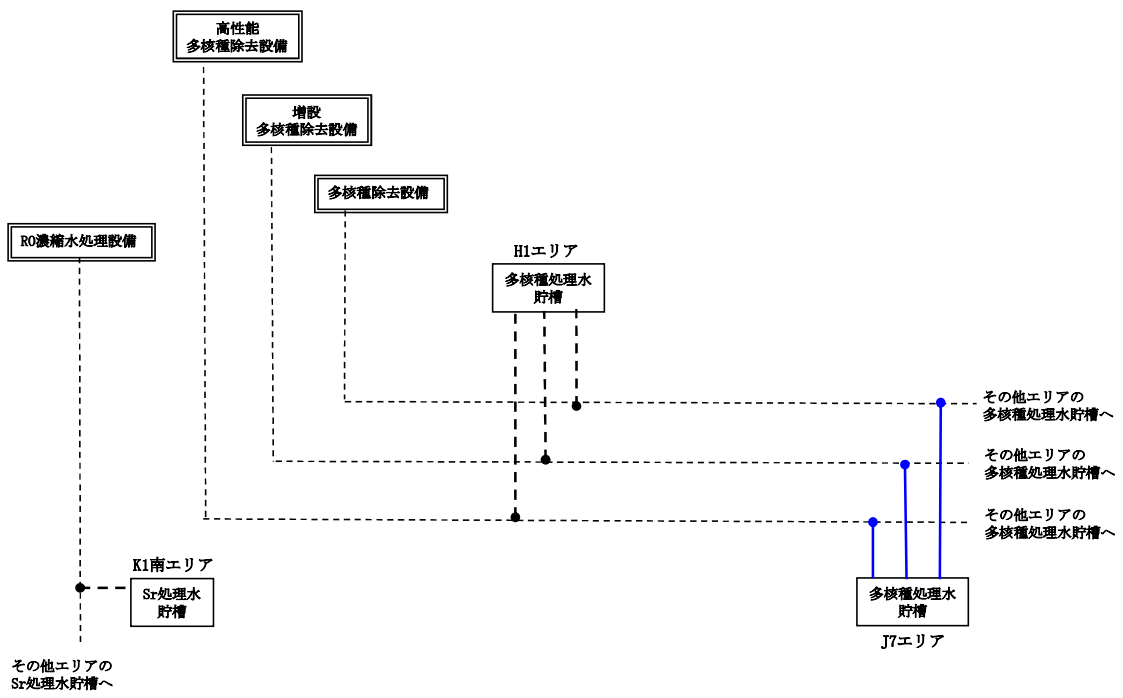 高性能
多核種除去設備
増設
多核種除去設備
多核種除去設備
RO濃縮水処理設備
H1エリア
多核種処理水
貯槽
その他エリアの
多核種処理水貯槽へ
その他エリアの
多核種処理水貯槽へ
その他エリアの
多核種処理水貯槽へ
K1南エリア
Sr処理水
貯槽
多核種処理水
貯槽
J7エリア
その他エリアの
Sr処理水貯槽へ